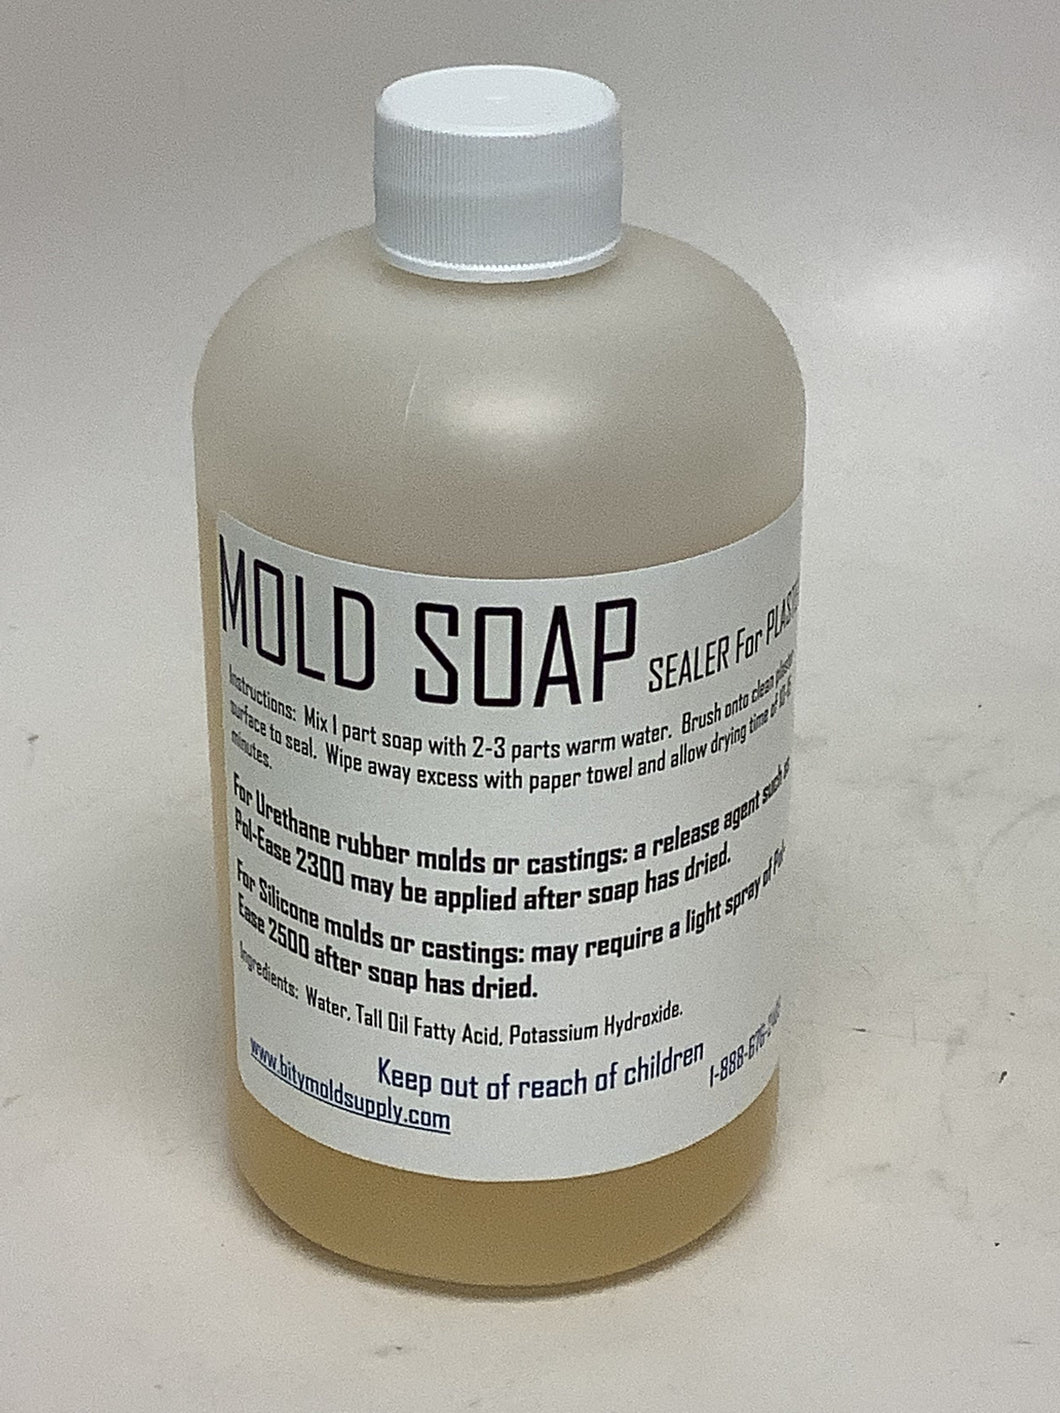 MOLD SOAP SEALER For
Instructions: Mix 1 part soap with 2-3 parts warm water. Brush onto clean plaster
surface to seal. Wipe away excess with paper towel and allow drying time of
minutes.
For Urethane rubber molds or castings: a release agent such as
Pol-Ease 2300 may be applied after soap has dried.
For Silicone molds or castings: may require a light spray of Pol-
Ease 2500 after soap has dried.
Ingredients: Water, Tall Oil Fatty Acid, Potassium Hydroxide.
Keep out of reach of children
www.bitymoldsupply.com